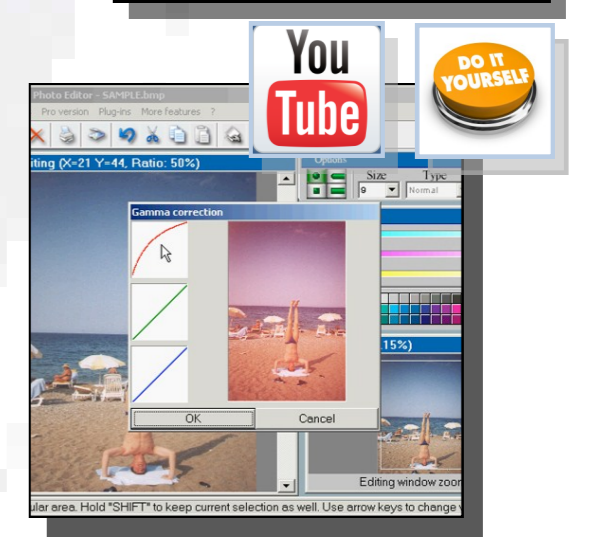 You
Tube
DO IT
YOURSELF
Photo Editor - SAMPLE.bmp
Pro version Plug-ins More features ?
iting (X=21 Y=44, Ratio: 50%)
Options
Size Type
9 Normal
Gamma correction
15%)
OK Cancel
Editing window zoor
ular area. Hold "SHIFT" to keep current selection as well. Use arrow keys to change